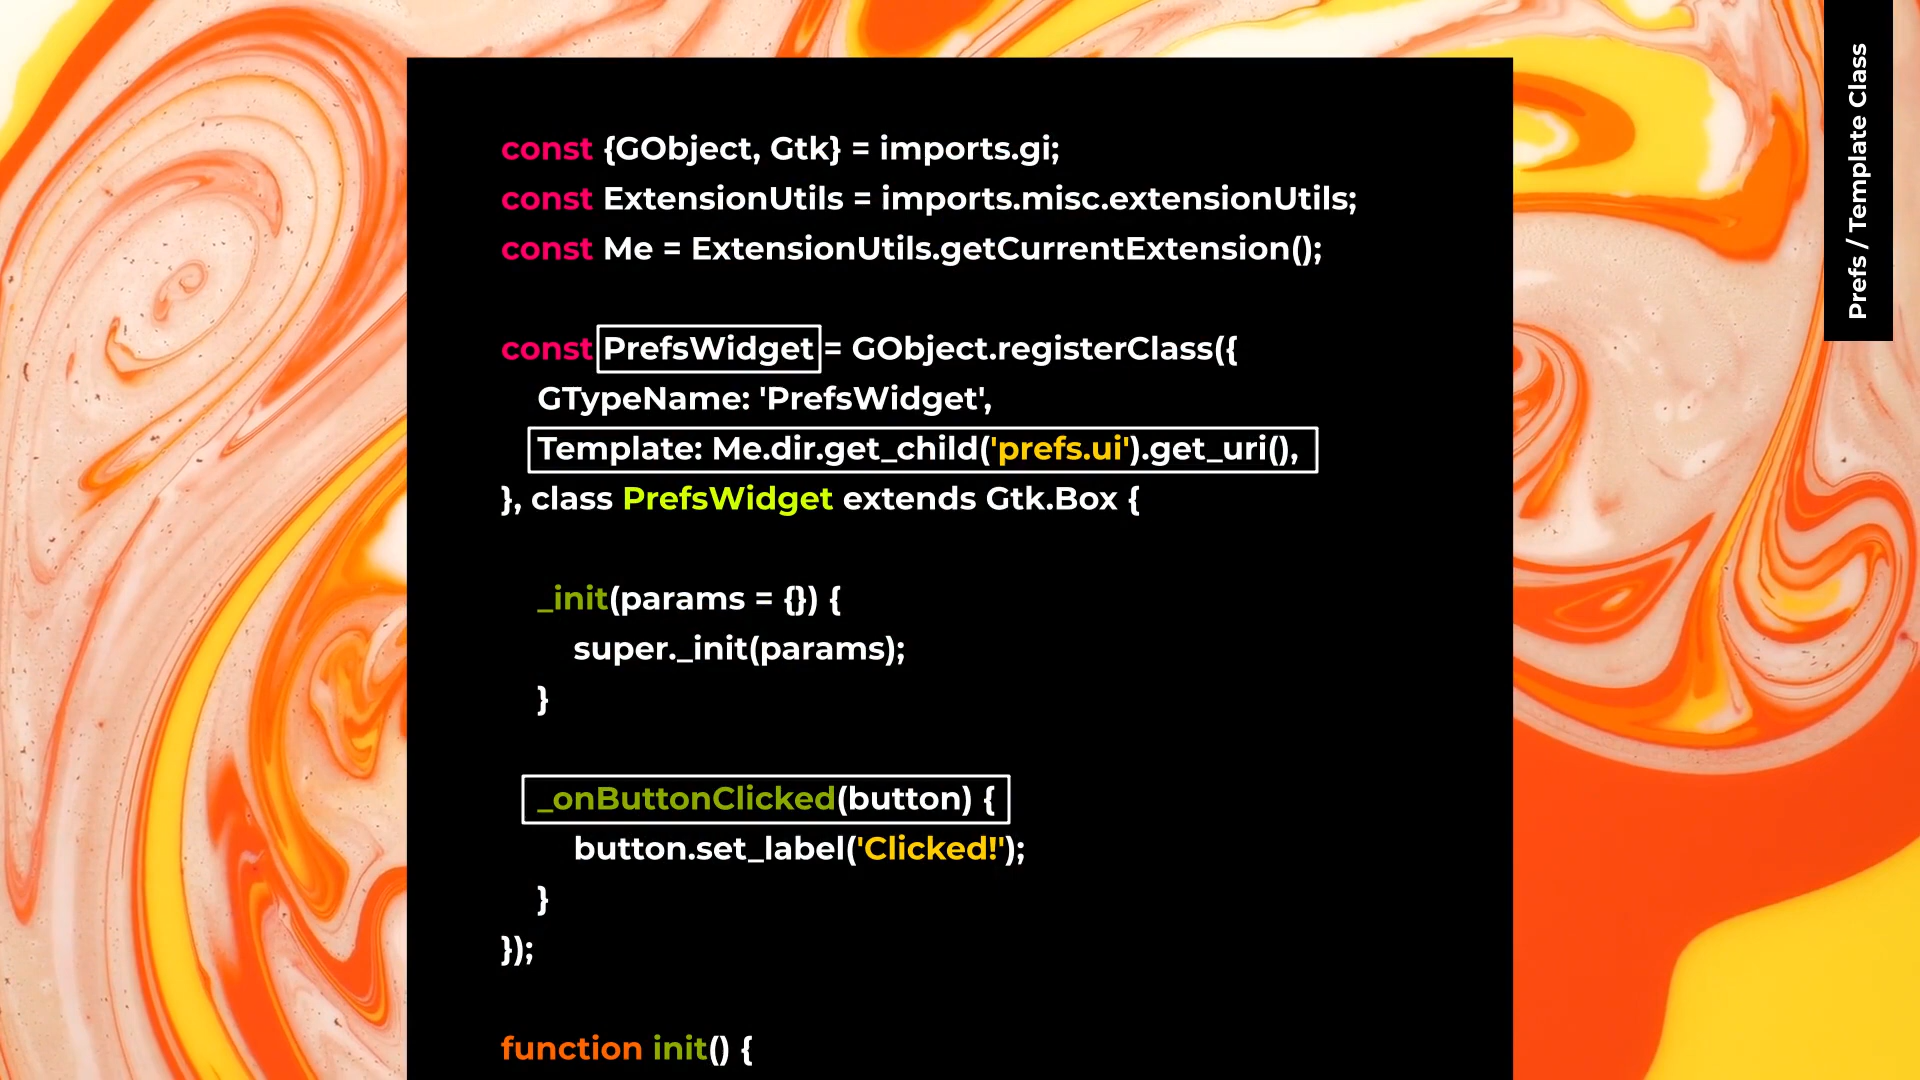 const {GObject, Gtk} = imports.gi;
const ExtensionUtils = imports.misc.extensionUtils;
const Me = ExtensionUtils.getCurrentExtension();
const PrefsWidget = GObject.registerClass({
GTypeName: 'PrefsWidget',
Template: Me.dir.get_child('prefs.ui').get_uri(),
}, class PrefsWidget extends Gtk.Box {
_init(params = {}) {
super._init(params);
}
_onButtonClicked(button) {
button.set_label('Clicked!');
}
});
function init() {
Prefs / Template Class